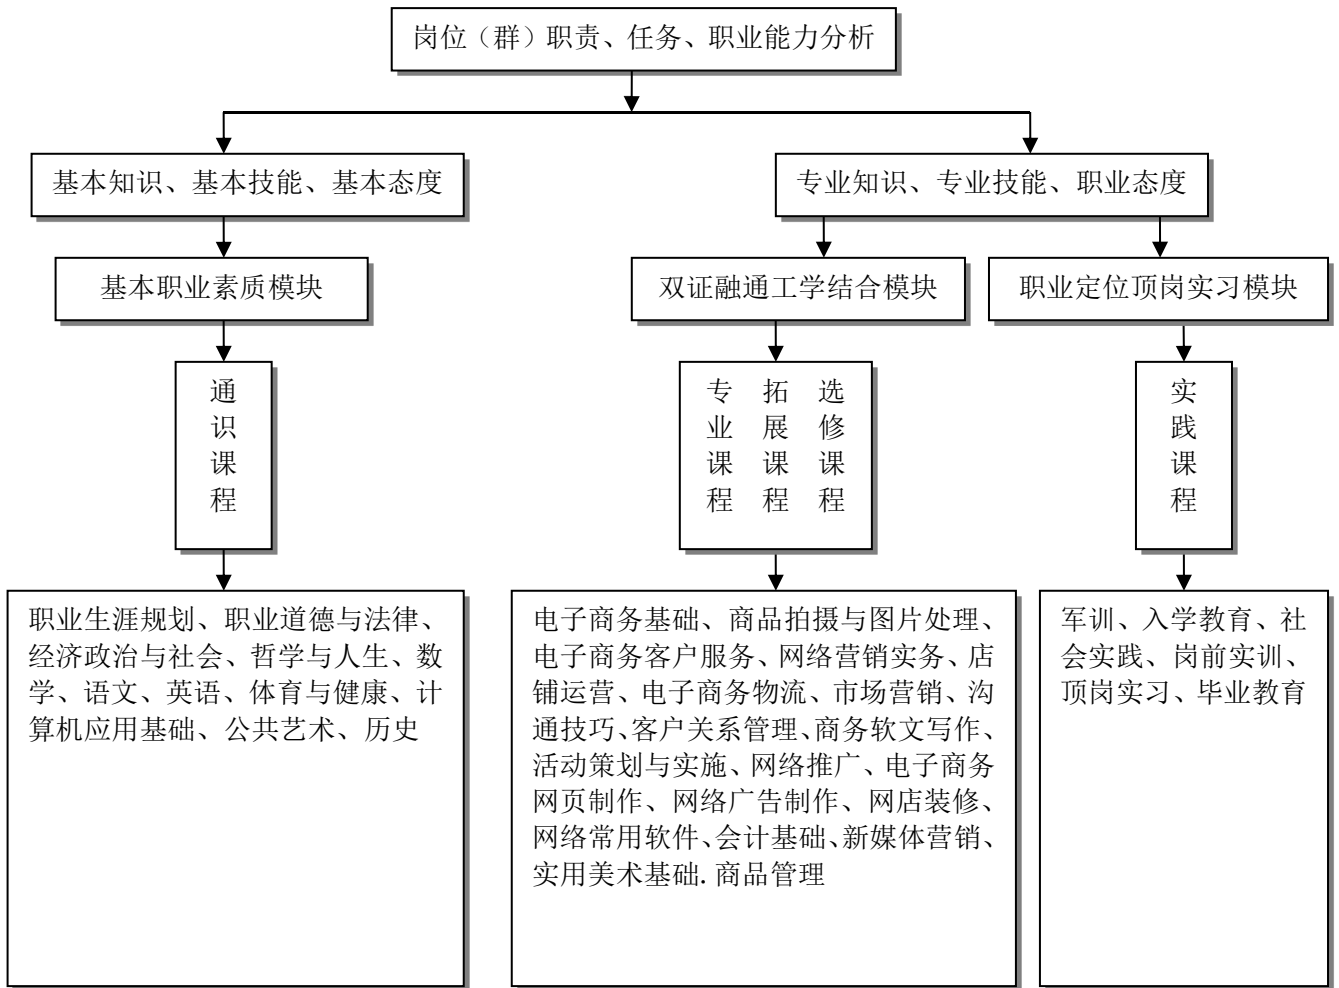 岗位（群）职责、任务、职业能力分析
基本知识、基本技能、基本态度
专业知识、专业技能、职业态度
基本职业素质模块
双证融通工学结合模块
职业定位顶岗实习模块
通识课程
专业课程
拓展课程
选修课程
实践课程
职业生涯规划、职业道德与法律、
经济政治与社会、哲学与人生、数
学、语文、英语、体育与健康、计
算机应用基础、公共艺术、历史
电子商务基础、商品拍摄与图片处理、
电子商务客户服务、网络营销实务、店
铺运营、电子商务物流、市场营销、沟
通技巧、客户关系管理、商务软文写作、
活动策划与实施、网络推广、电子商务
网页制作、网络广告制作、网店装修、
网络常用软件、会计基础、新媒体营销、
实用美术基础.商品管理
军训、入学教育、社
会实践、岗前实训、
顶岗实习、毕业教育